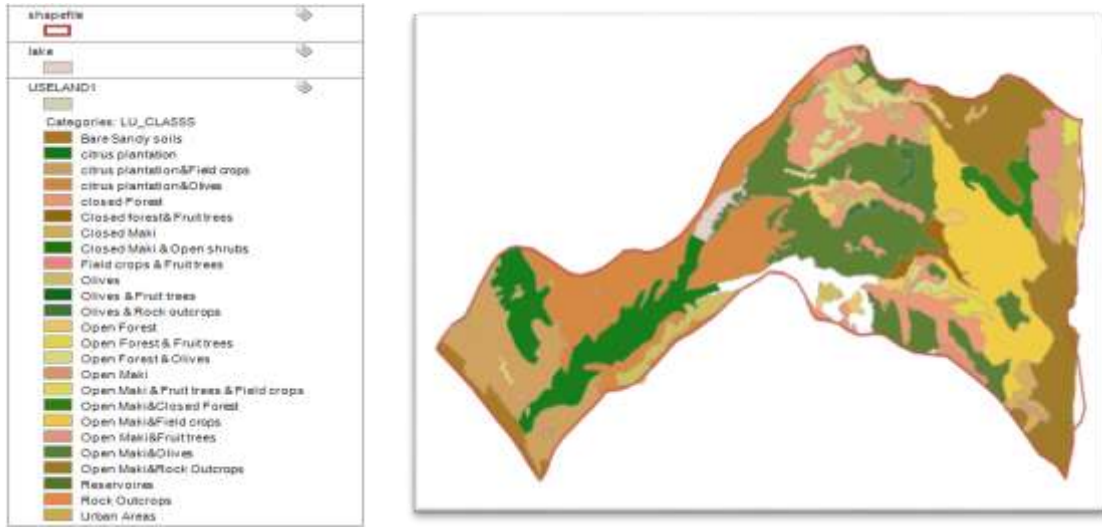 shapefile
lake
USELAND1
Categories: LU_CLASSS
Bare Sandy soils
citrus plantation
citrus plantation&Field crops
citrus plantation&Olives
closed Forest
Closed forest& Fruit trees
Closed Maki
Closed Maki & Open shrubs
Field crops & Fruit trees
Olives
Olives & Fruit trees
Olives & Rock outcrops
Open Forest
Open Forest & Fruit trees
Open Forest & Olives
Open Maki
Open Maki & Fruit trees & Field crops
Open Maki&Closed Forest
Open Maki&Field crops
Open Maki&Fruit trees
Open Maki&Olives
Open Maki&Rock Outcrops
Reservoires
Rock Outcrops
Urban Areas